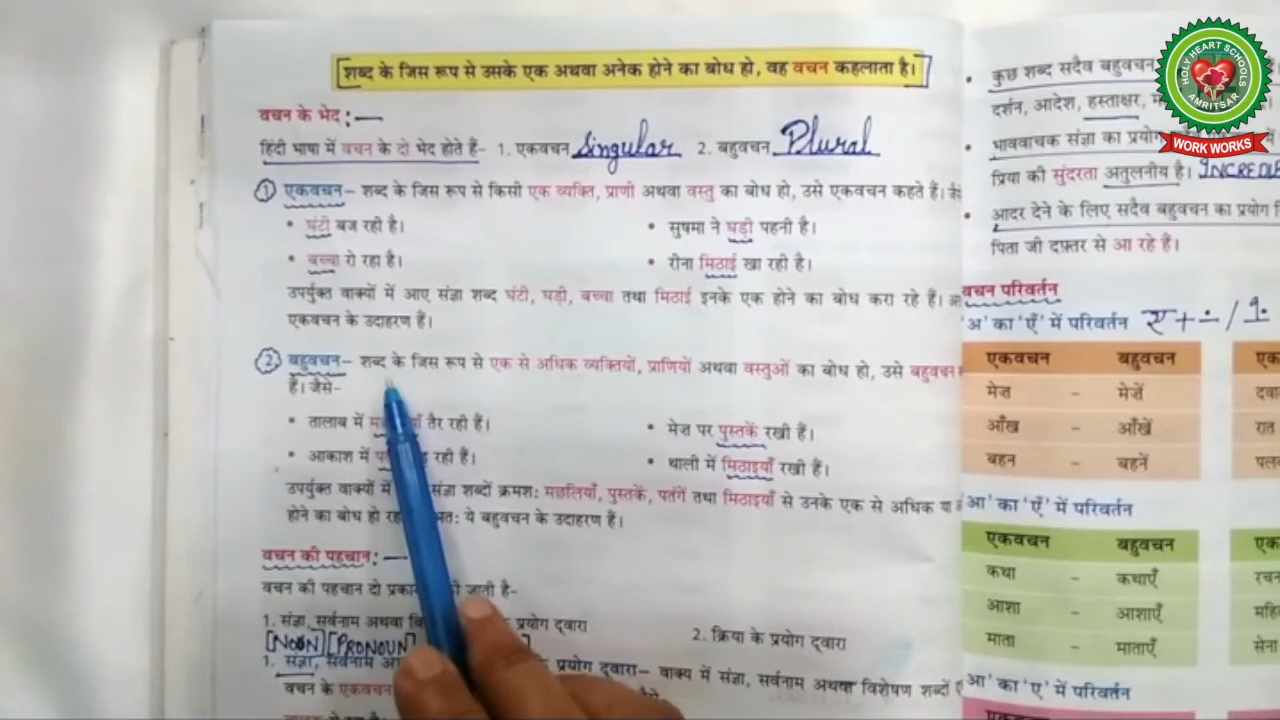 शब्द के जिस रूप से उसके एक अथवा अनेक होने का बोध हो, वह वचन कहलाता है।
वचन के भेद :—
हिंदी भाषा में वचन के दो भेद होते हैं- 1. एकवचन Singular 2. बहुवचन Plural
1 एकवचन– शब्द के जिस रूप से किसी एक व्यक्ति, प्राणी अथवा वस्तु का बोध हो, उसे एकवचन कहते हैं।
• घंटी बज रही है।
• सुषमा ने घड़ी पहनी है।
• बच्चा रो रहा है।
• रीना मिठाई खा रही है।
उपर्युक्त वाक्यों में आए संज्ञा शब्द घंटी, घड़ी, बच्चा तथा मिठाई इनके एक होने का बोध करा रहे हैं।
एकवचन के उदाहरण हैं।
2 बहुवचन– शब्द के जिस रूप से एक से अधिक व्यक्तियों, प्राणियों अथवा वस्तुओं का बोध हो, उसे बहुवचन
हैं। जैसे–
• तालाब में तैर रही हैं।
• मेज़ पर पुस्तकें रखी हैं।
• आकाश में रही हैं।
• थाली में मिठाइयाँ रखी हैं।
उपर्युक्त वाक्यों में संज्ञा शब्दों क्रमश: मछलियाँ, पुस्तकें, पतंगें तथा मिठाइयाँ से उनके एक से अधिक या
होने का बोध हो अत: ये बहुवचन के उदाहरण हैं।
वचन की पहचान :—
वचन की पहचान दो जाती है–
1. संज्ञा, सर्वनाम अथवा के प्रयोग द्वारा
2. क्रिया के प्रयोग द्वारा
[NOUN] [PRONOUN]
1. संज्ञा, सर्वनाम के प्रयोग द्वारा– वाक्य में संज्ञा, सर्वनाम अथवा विशेषण शब्दों
वचन के एकवचन
• कुछ शब्द सदैव बहुवचन
दर्शन, आदेश, हस्ताक्षर,
• भाववाचक संज्ञा का प्रयोग
प्रिया की सुंदरता अतुलनीय है।
• आदर देने के लिए सदैव बहुवचन का प्रयोग
पिता जी दफ़्तर से आ रहे हैं।
वचन परिवर्तन
'अ' का 'एँ' में परिवर्तन
एकवचन बहुवचन
मेज़ – मेज़ें
आँख – आँखें रात
बहन – बहनें
'आ' का 'एँ' में परिवर्तन
एकवचन बहुवचन
कथा – कथाएँ
आशा – आशाएँ
माता – माताएँ सेना
'आ' का 'ए' में परिवर्तन
एकवचन बहुवचन
HOLY HEART SCHOOLS
AMRITSAR
WORK WORKS